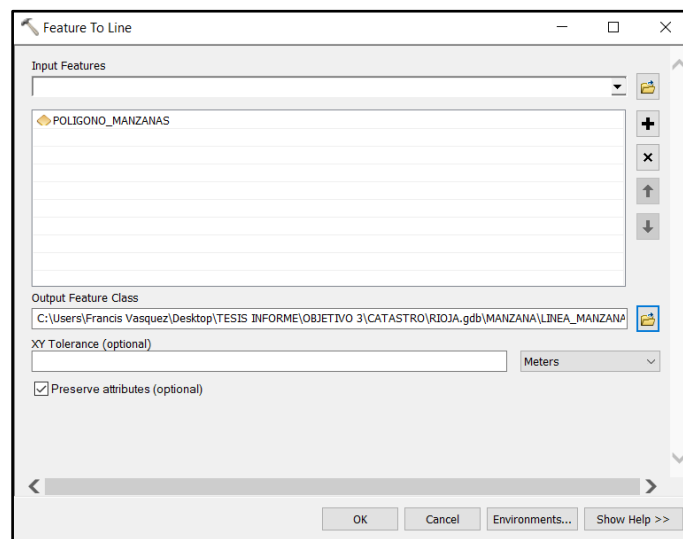 Feature To Line
Input Features
POLIGONO_MANZANAS
Output Feature Class
C:\Users\Francis Vasquez\Desktop\TESIS INFORME\OBJETIVO 3\CATASTRO\RIOJA.gdb\MANZANA\LINEA_MANZANA
XY Tolerance (optional)
Meters
Preserve attributes (optional)
OK
Cancel
Environments...
Show Help >>